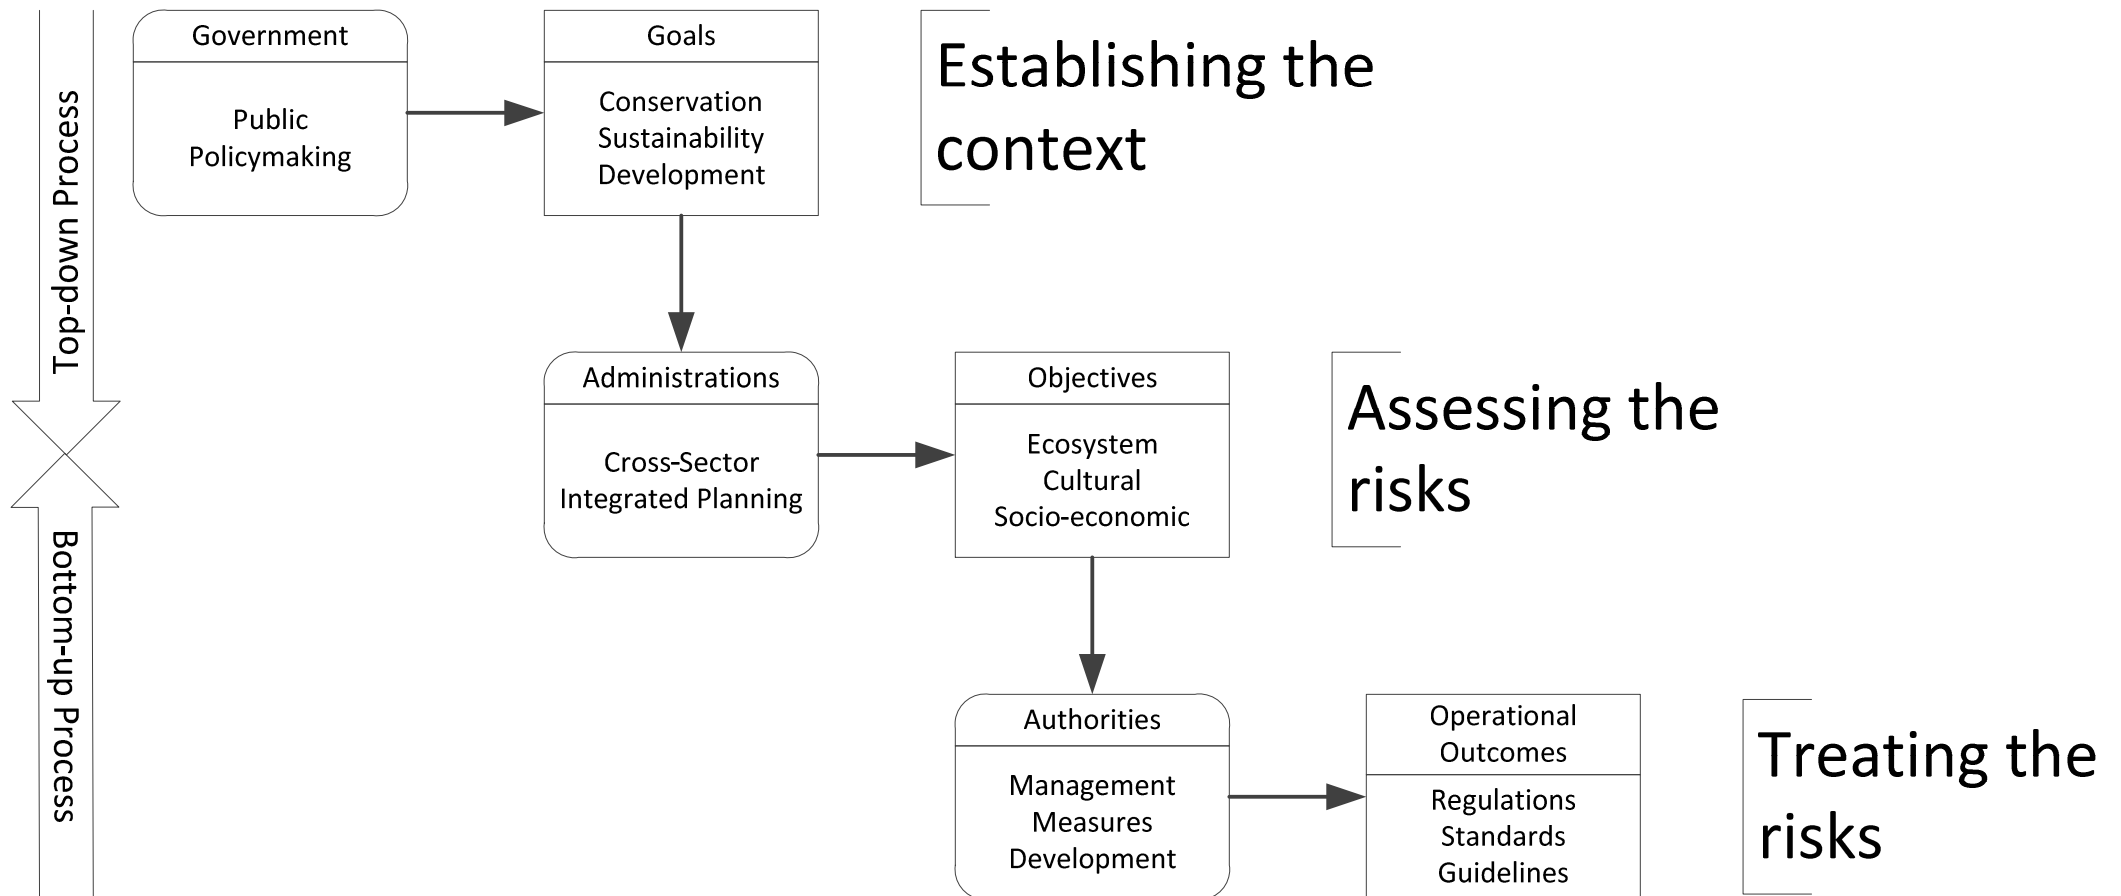 Top-down Process
Bottom-up Process
Government
Public
Policymaking
Goals
Conservation
Sustainability
Development
Establishing the
context
Administrations
Cross-Sector
Integrated Planning
Objectives
Ecosystem
Cultural
Socio-economic
Assessing the
risks
Authorities
Management
Measures
Development
Operational
Outcomes
Regulations
Standards
Guidelines
Treating the
risks